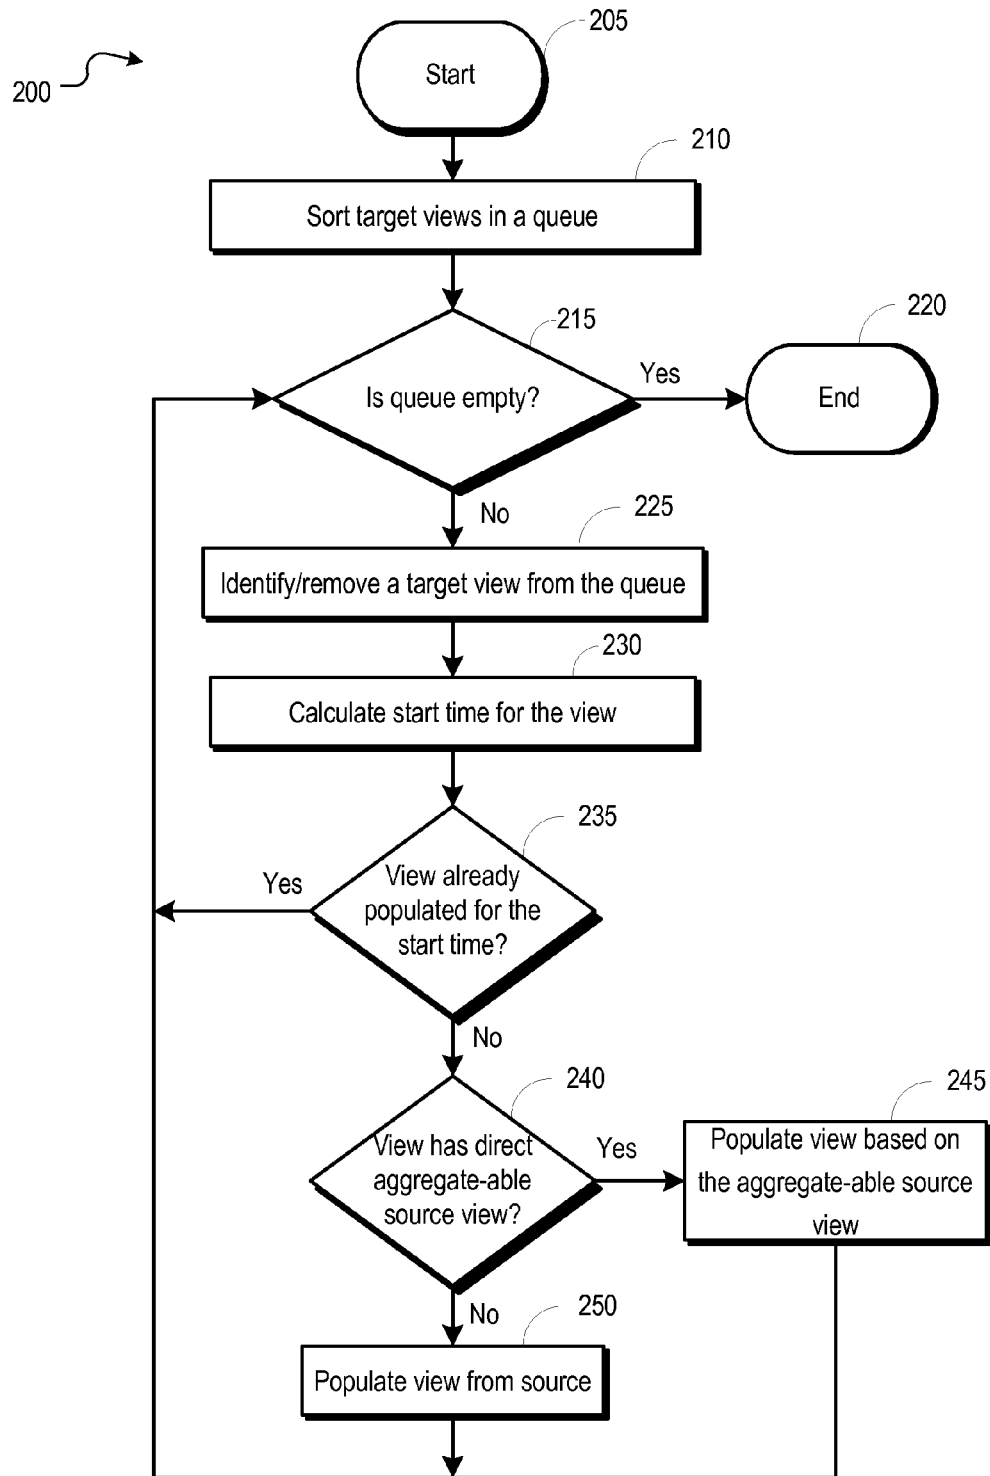 205
Start
200
210
Sort target views in a queue
215
220
Is queue empty?
Yes
End
No
225
Identify/remove a target view from the queue
230
Calculate start time for the view
235
Yes
View already
populated for the
start time?
No
240
245
View has direct
aggregate-able
source view?
Yes
Populate view based on
the aggregate-able source
view
No
250
Populate view from source